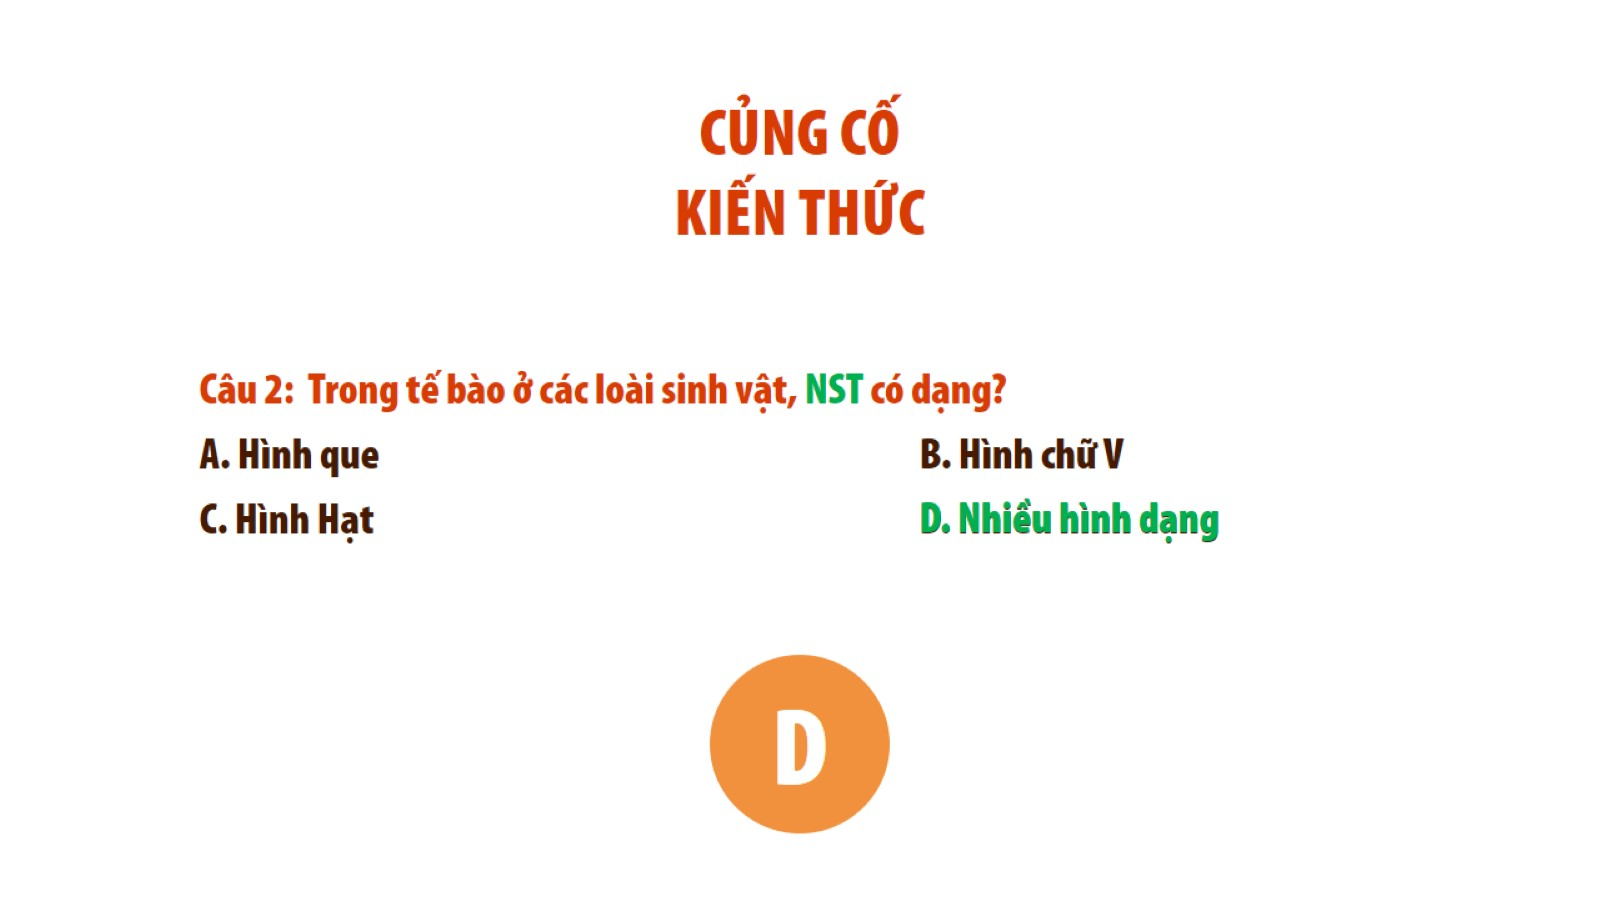 CỦNG CỐ
KIẾN THỨC
Câu 2: Trong tế bào ở các loài sinh vật, NST có dạng?
A. Hình que
B. Hình chữ V
C. Hình Hạt
D. Nhiều hình dạng
D